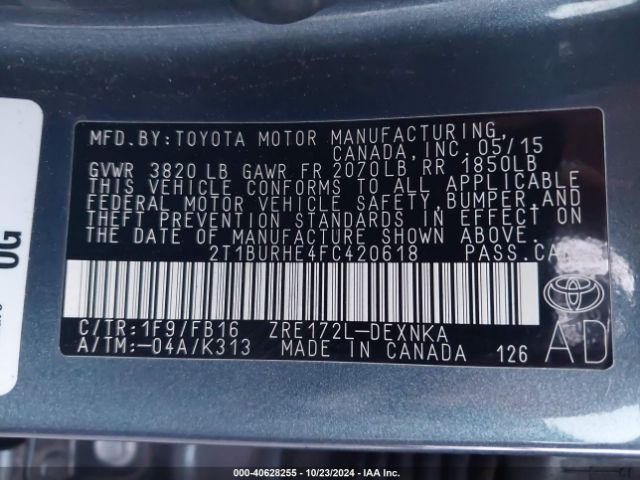 MFD. BY: TOYOTA MOTOR MANUFACTURING,
CANADA, INC. 05/15
GVWR 3820 LB GAWR FR 2070LB RR 1850LB
THIS VEHICLE CONFORMS TO ALL APPLICABLE
FEDERAL MOTOR VEHICLE SAFETY, BUMPER, AND
THEFT PREVENTION STANDARDS IN EFFECT ON
THE DATE OF MANUFACTURE SHOWN ABOVE.
2T1BURHE4FC420618 PASS. CAR
C/TR: 1F9/FB16 ZRE172L-DEXNKA
A/TM: -04A/K313 MADE IN CANADA 126
AD
OG
000-40628255 - 10/23/2024 - IAA Inc.